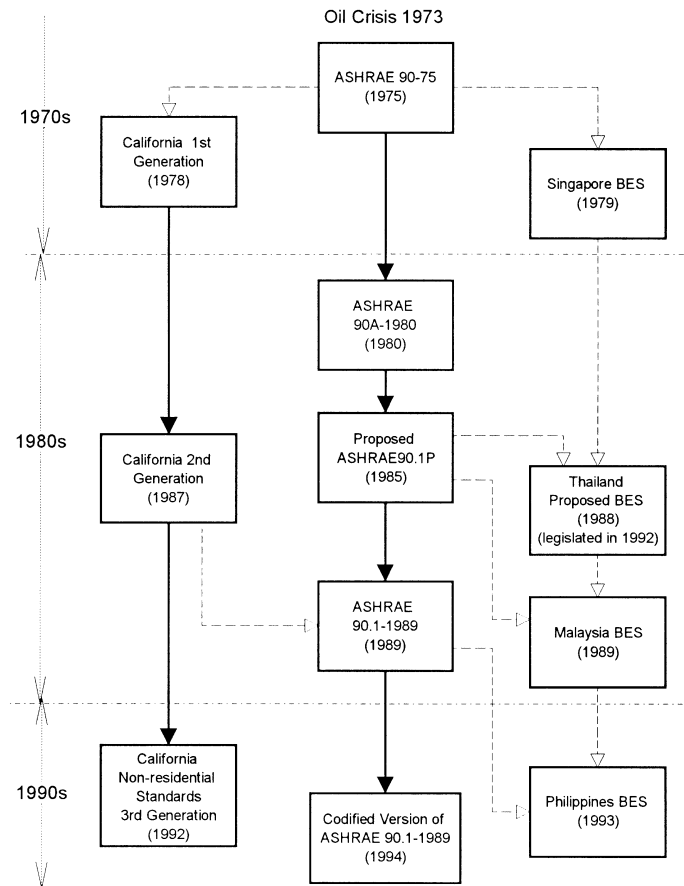 Oil Crisis 1973
ASHRAE 90-75
(1975)
1970s
California 1st
Generation
(1978)
Singapore BES
(1979)
ASHRAE
90A-1980
(1980)
1980s
California 2nd
Generation
(1987)
Proposed
ASHRAE90.1P
(1985)
Thailand
Proposed BES
(1988)
(legislated in 1992)
ASHRAE
90.1-1989
(1989)
Malaysia BES
(1989)
1990s
California
Non-residential
Standards
3rd Generation
(1992)
Codified Version of
ASHRAE 90.1-1989
(1994)
Philippines BES
(1993)